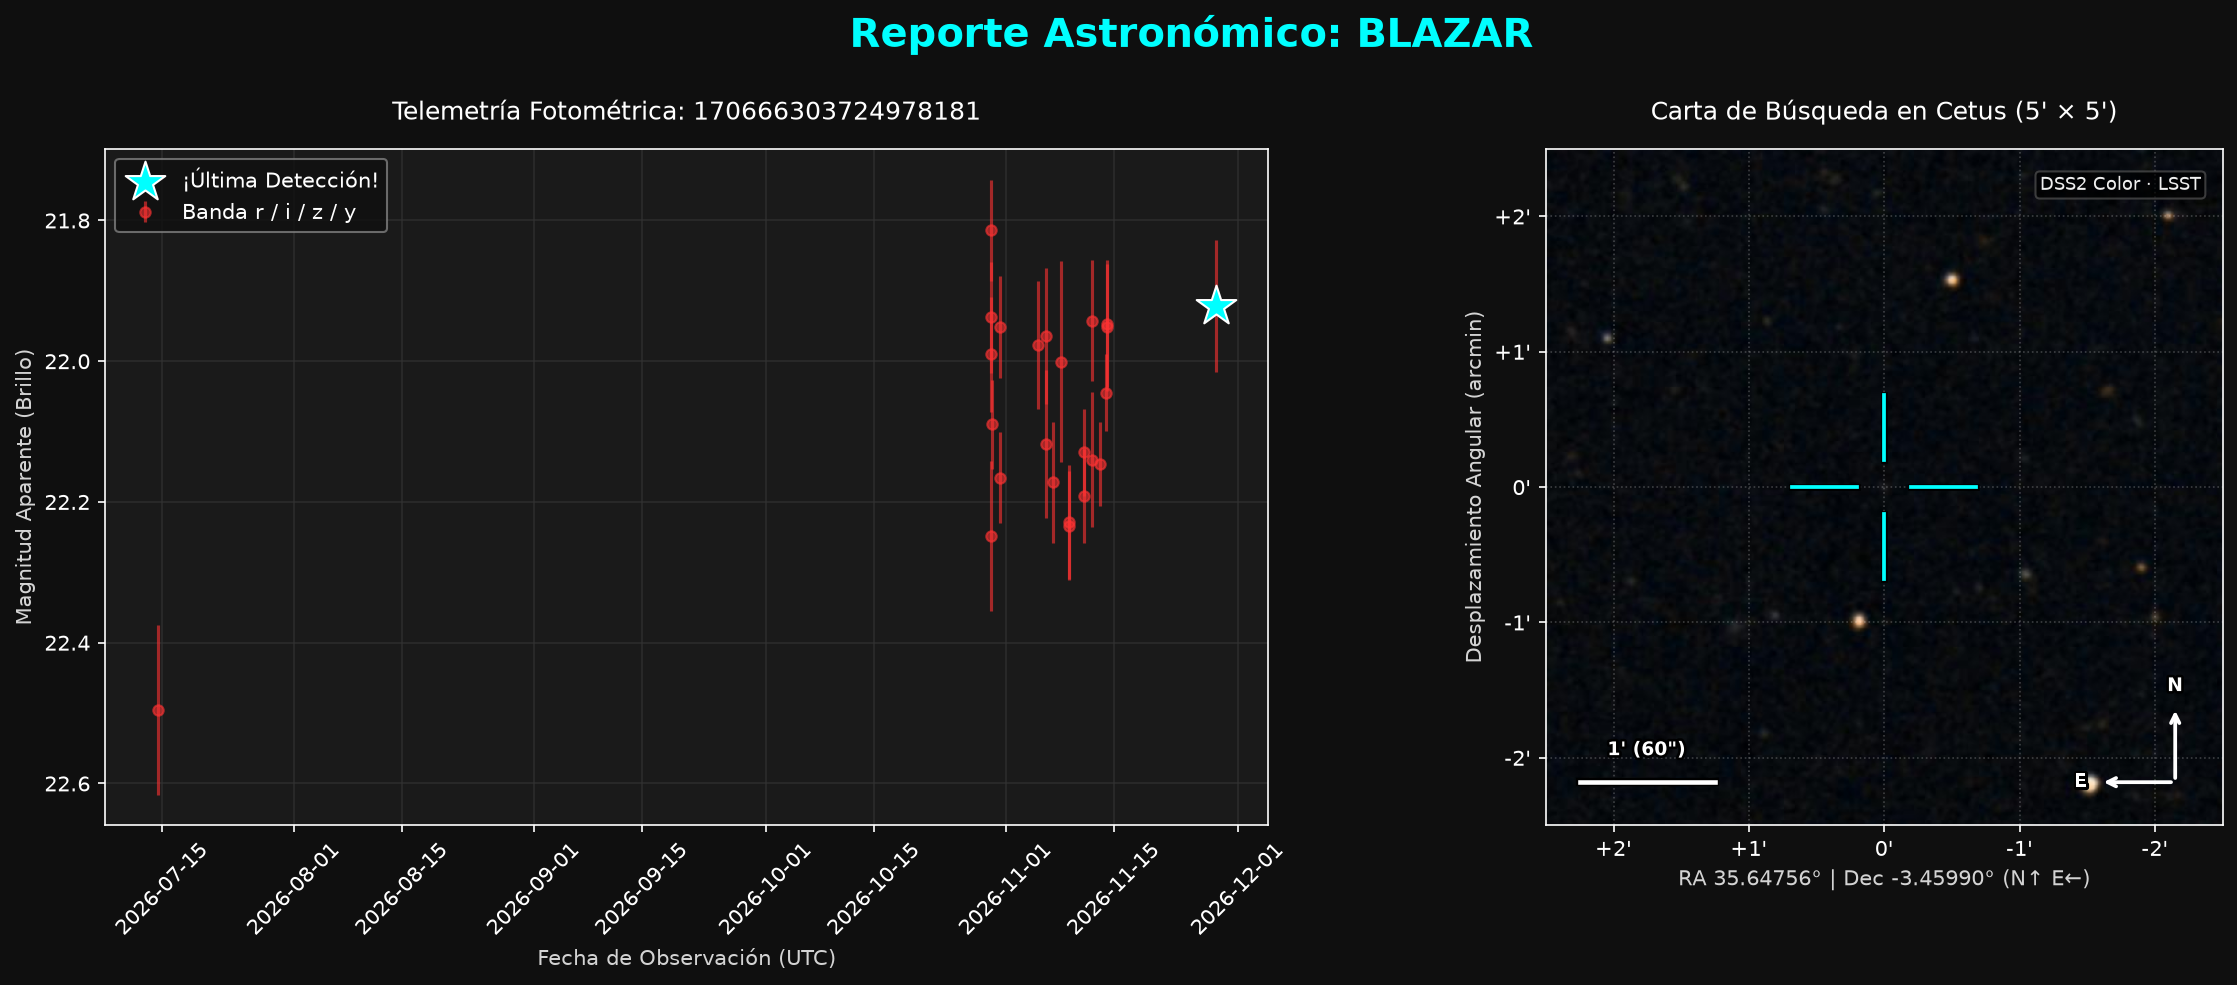 Reporte Astronómico: BLAZAR
Telemetría Fotométrica: 170666303724978181
¡Última Detección!
Banda r / i / z / y
Magnitud Aparente (Brillo)
21.8
22.0
22.2
22.4
22.6
2026-07-15
2026-08-01
2026-08-15
2026-09-01
2026-09-15
2026-10-01
2026-10-15
2026-11-01
2026-11-15
2026-12-01
Fecha de Observación (UTC)
Carta de Búsqueda en Cetus (5' × 5')
DSS2 Color · LSST
Desplazamiento Angular (arcmin)
+2'
+1'
0'
-1'
-2'
N
E
1' (60")
+2'
+1'
0'
-1'
-2'
RA 35.64756° | Dec -3.45990° (N↑ E←)